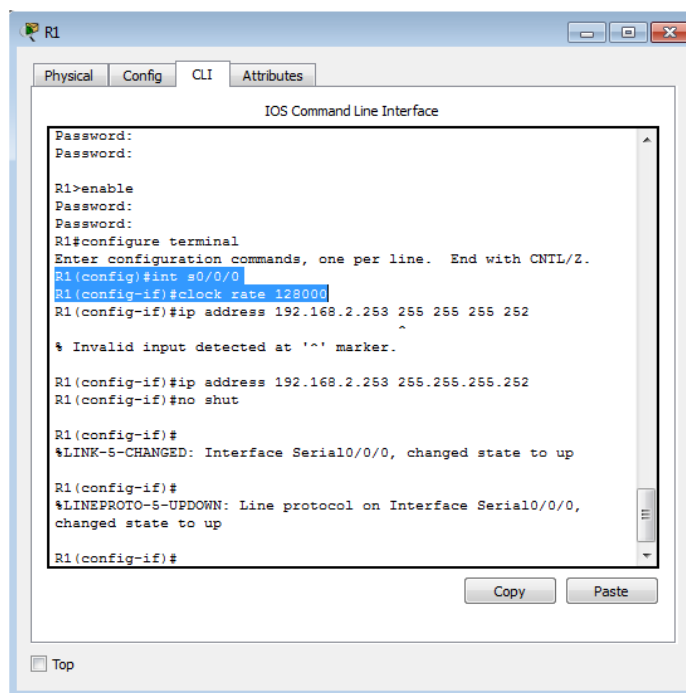 R1
Physical Config CLI Attributes
IOS Command Line Interface
Password:
Password:
R1>enable
Password:
Password:
R1#configure terminal
Enter configuration commands, one per line.  End with CNTL/Z.
R1(config)#int s0/0/0
R1(config-if)#clock rate 128000
R1(config-if)#ip address 192.168.2.253 255 255 255 252
^
% Invalid input detected at '^' marker.
R1(config-if)#ip address 192.168.2.253 255.255.255.252
R1(config-if)#no shut
R1(config-if)#
%LINK-5-CHANGED: Interface Serial0/0/0, changed state to up
R1(config-if)#
%LINEPROTO-5-UPDOWN: Line protocol on Interface Serial0/0/0,
changed state to up
R1(config-if)#
Copy Paste
Top